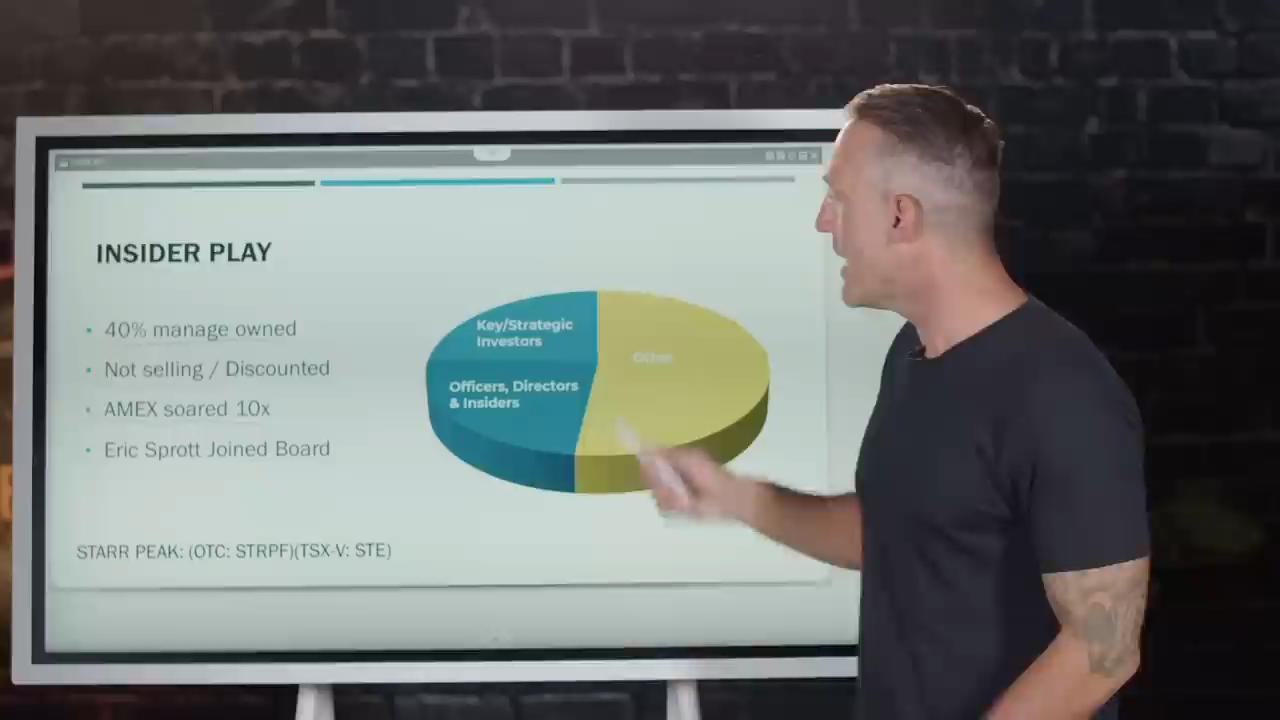 INSIDER PLAY
40% manage owned
Not selling / Discounted
AMEX soared 10x
Eric Sprott Joined Board
Key/Strategic
Investors
Officers, Directors
& Insiders
Other
STARR PEAK: (OTC: STRPF)(TSX-V: STE)